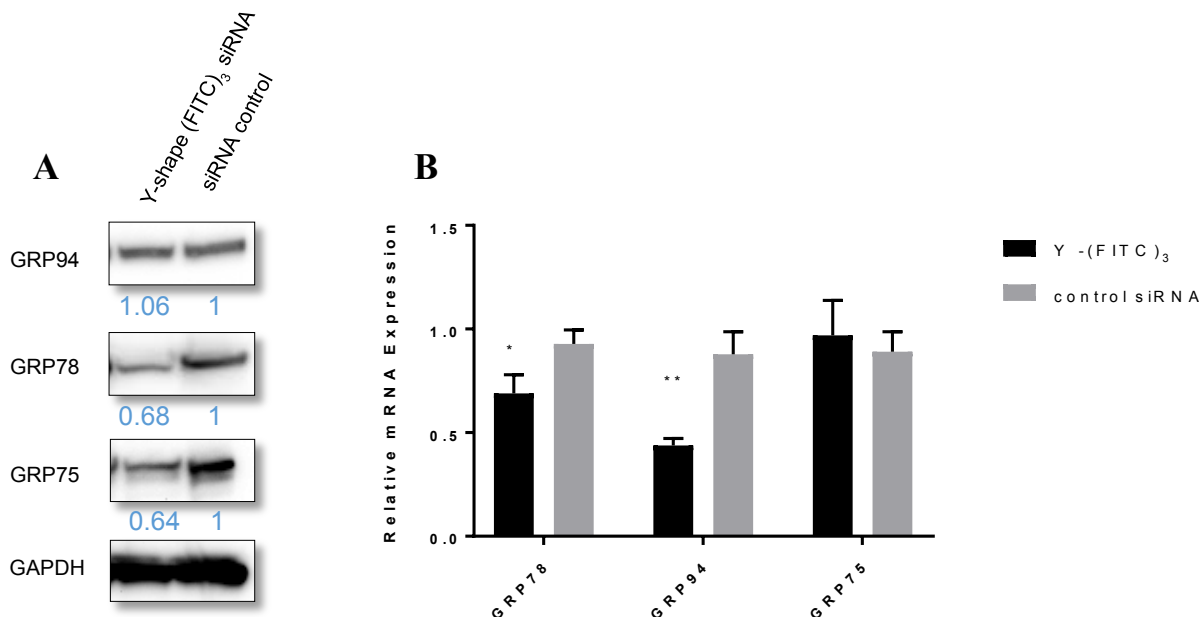 A
Y-shape (FITC)3 siRNA
siRNA control
GRP94
1.06 1
GRP78
0.68 1
GRP75
0.64 1
GAPDH
B
Relative mRNA Expression
1.5
1.0
0.5
0.0
*
**
GRP78
GRP94
GRP75
Y -(FITC)3
control siRNA